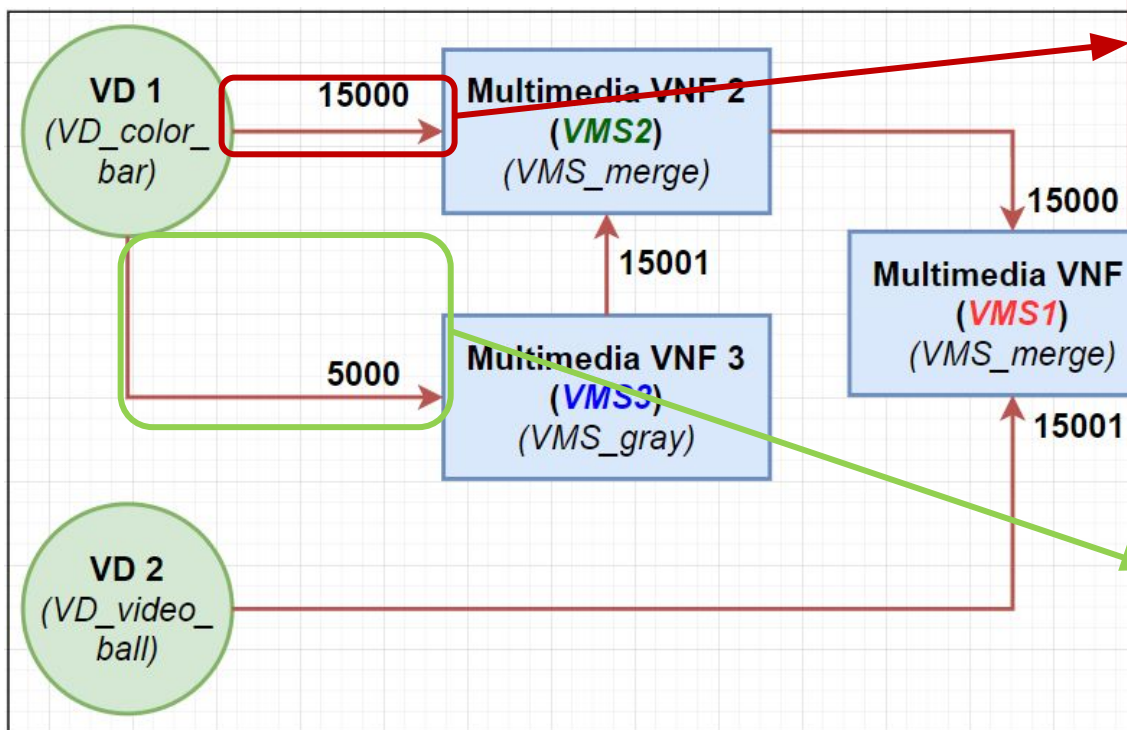 VD 1
(VD_color_
bar)
15000
Multimedia VNF 2
(VMS2)
(VMS_merge)
15000
15001
Multimedia VNF
(VMS1)
(VMS_merge)
5000
Multimedia VNF 3
(VMS3)
(VMS_gray)
15001
VD 2
(VD_video_
ball)